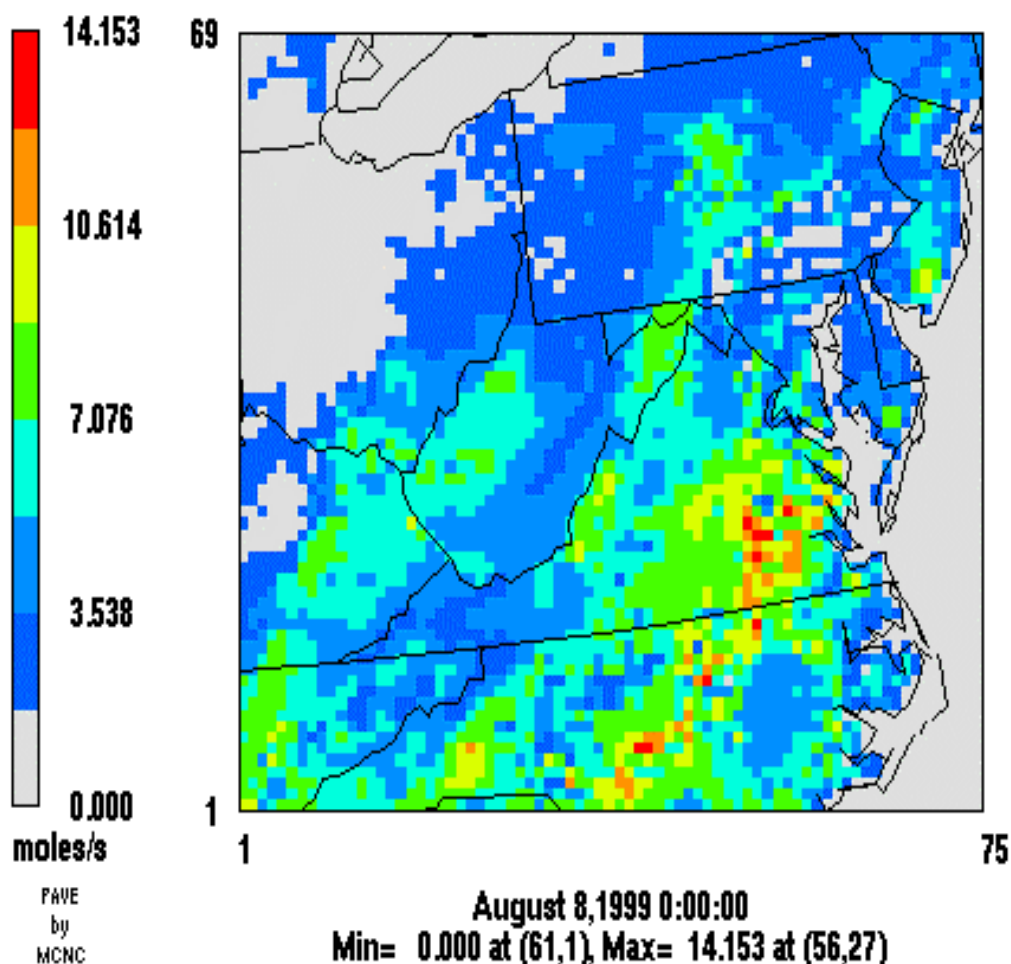 14.153
10.614
7.076
3.538
0.000
moles/s
PAVE
by
MCNC
69
1
1
75
August 8,1999 0:00:00
Min= 0.000 at (61,1), Max= 14.153 at (56,27)